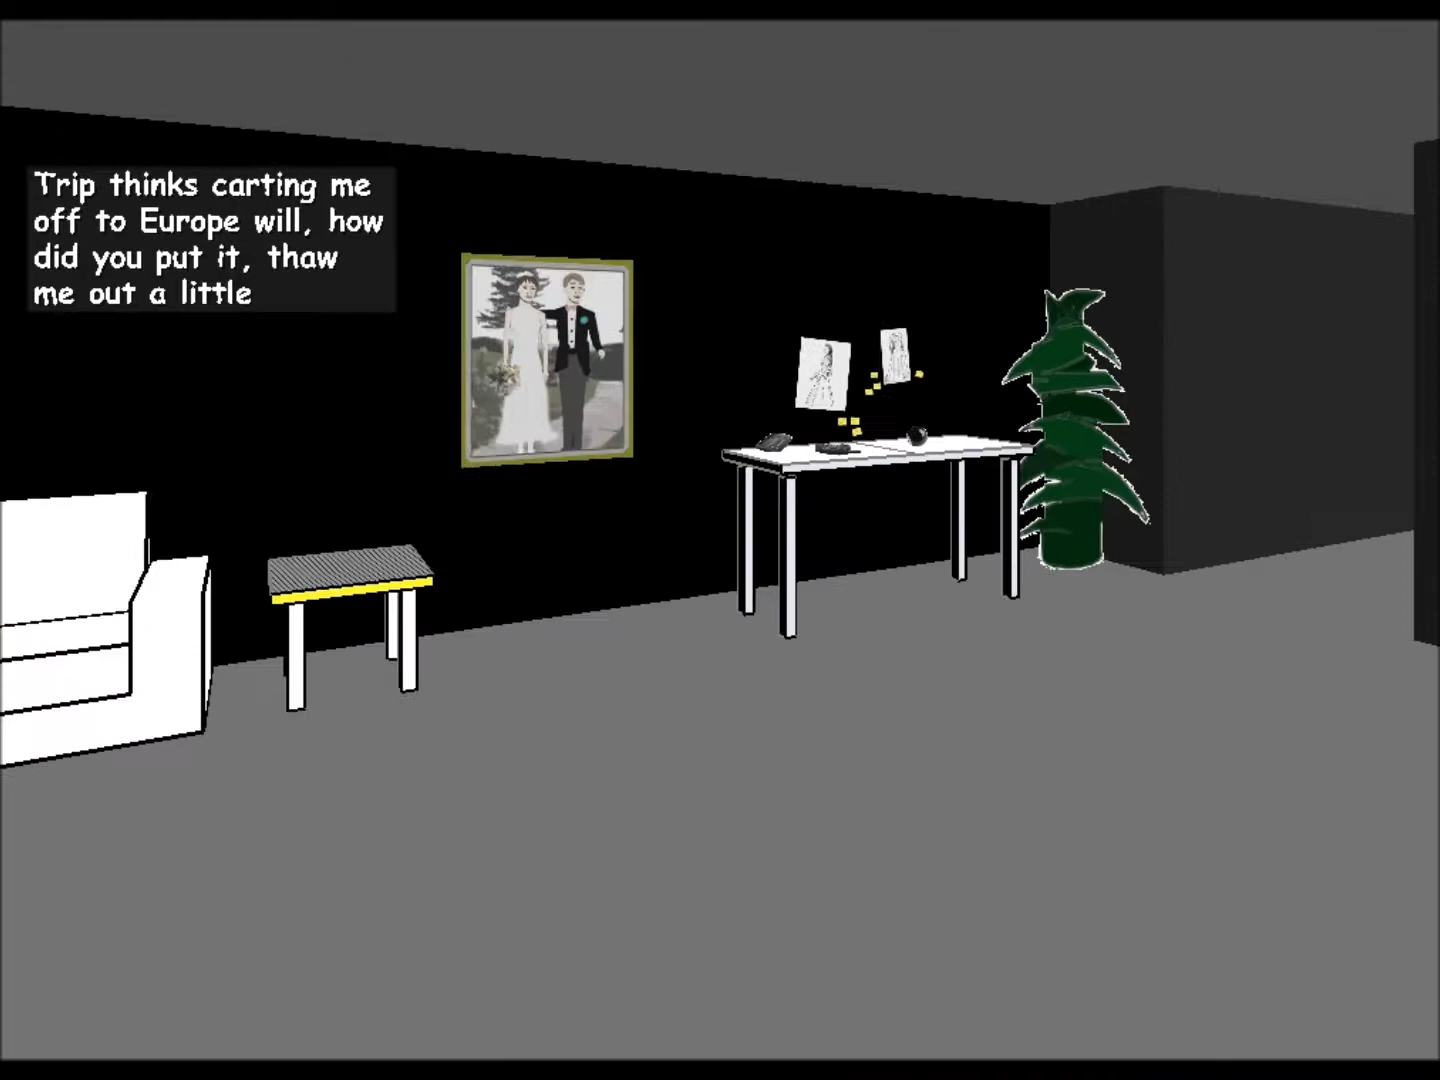 Trip thinks carting me
off to Europe will, how
did you put it, thaw
me out a little